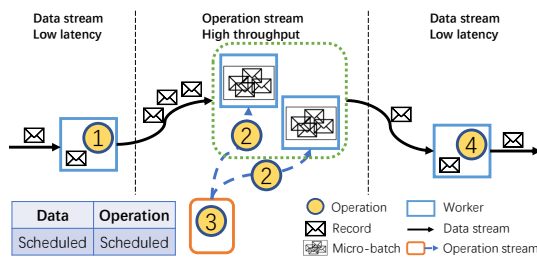 Data stream
Low latency
Operation stream
High throughput
Data stream
Low latency
1
2
2
3
4
Data Operation
Scheduled Scheduled
Operation Worker
Record Data stream
Micro-batch Operation stream